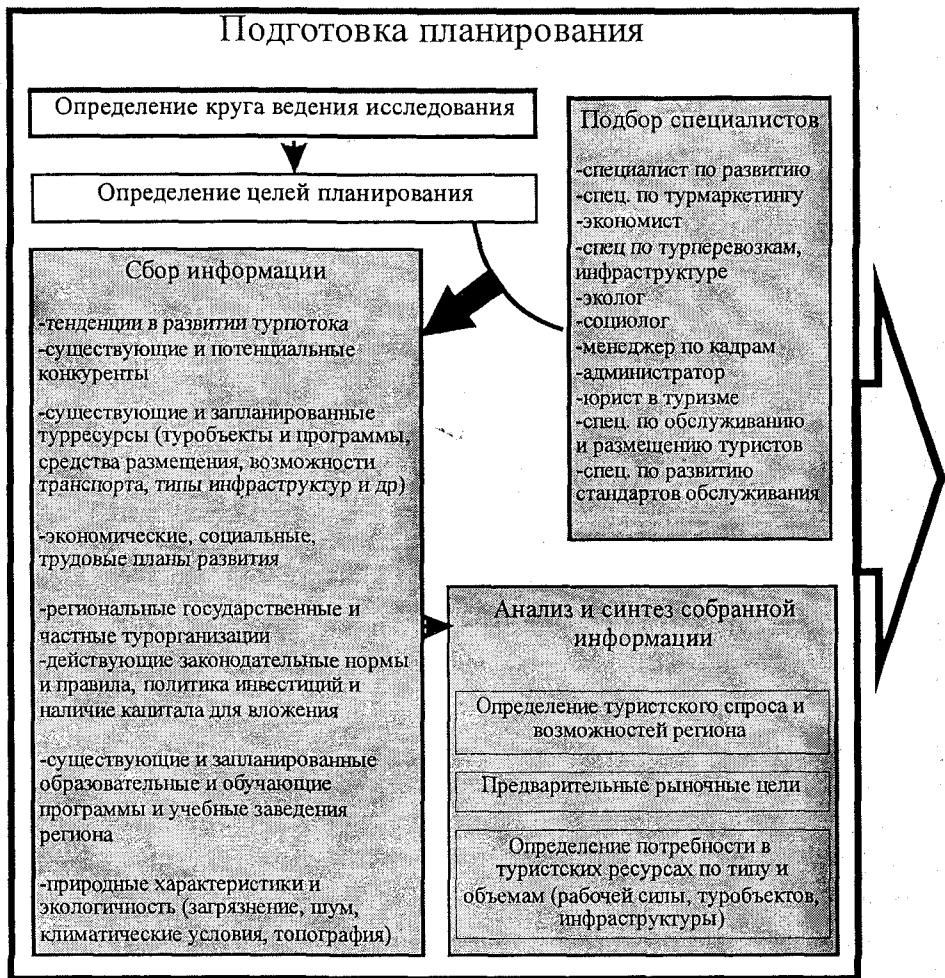 Подготовка планирования
Определение круга ведения исследования
Определение целей планирования
Подбор специалистов
-специалист по развитию
-спец. по турмаркетингу
-экономист
-спец по турперевозкам,
инфраструктуре
-эколог
-социолог
-менеджер по кадрам
-администратор
-юрист в туризме
-спец. по обслуживанию
и размещению туристов
-спец. по развитию
стандартов обслуживания
Сбор информации
-тенденции в развитии турпотока
-существующие и потенциальные
конкуренты
-существующие и запланированные
турресурсы (туробъекты и программы,
средства размещения, возможности
транспорта, типы инфраструктур и др)
-экономические, социальные,
трудовые планы развития
-региональные государственные и
частные турорганизации
-действующие законодательные нормы
и правила, политика инвестиций и
наличие капитала для вложения
-существующие и запланированные
образовательные и обучающие
программы и учебные заведения
региона
-природные характеристики и
экологичность (загрязнение, шум,
климатические условия, топография)
Анализ и синтез собранной
информации
Определение туристского спроса и
возможностей региона
Предварительные рыночные цели
Определение потребности в
туристских ресурсах по типу и
объемам (рабочей силы, туробъектов,
инфраструктуры)